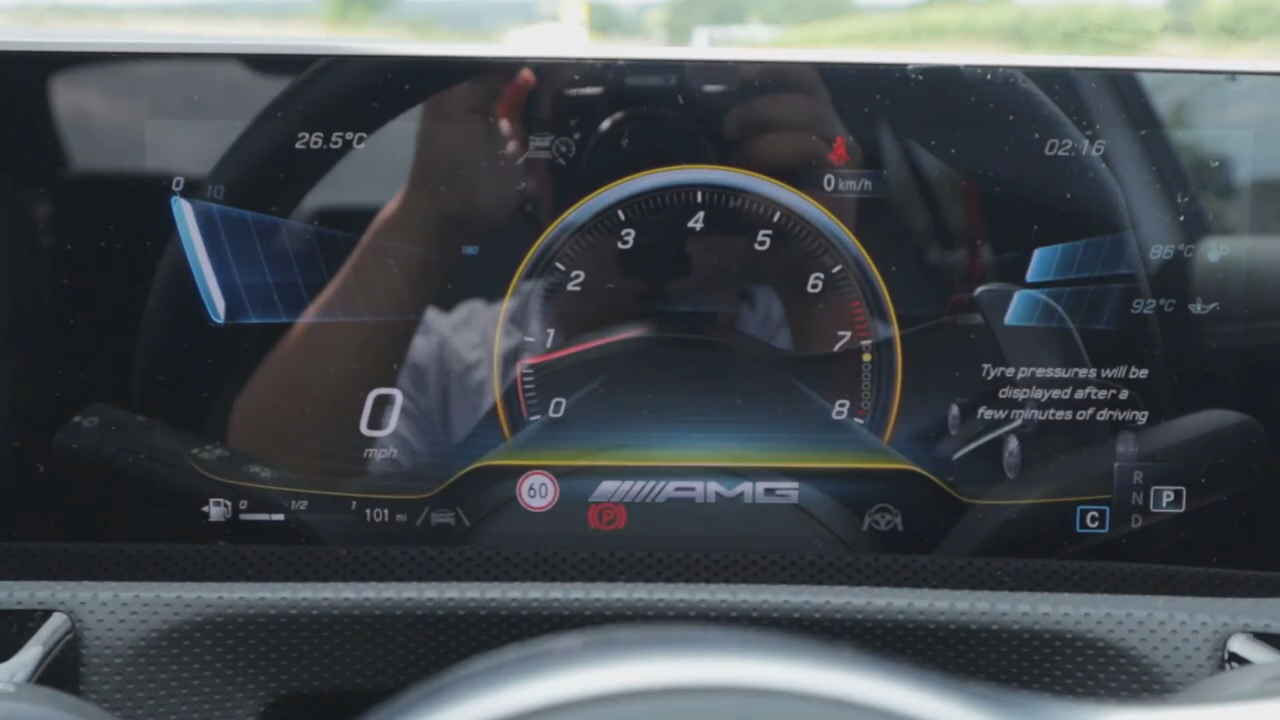 26.5°C
02:16
0 10
0 km/h
180
86°C
92°C
0 1 2 3 4 5 6 7 8
Tyre pressures will be
displayed after a
few minutes of driving
0
mph
60
AMG
P
0 1/2 1
101 mi
C
R
N
D
P